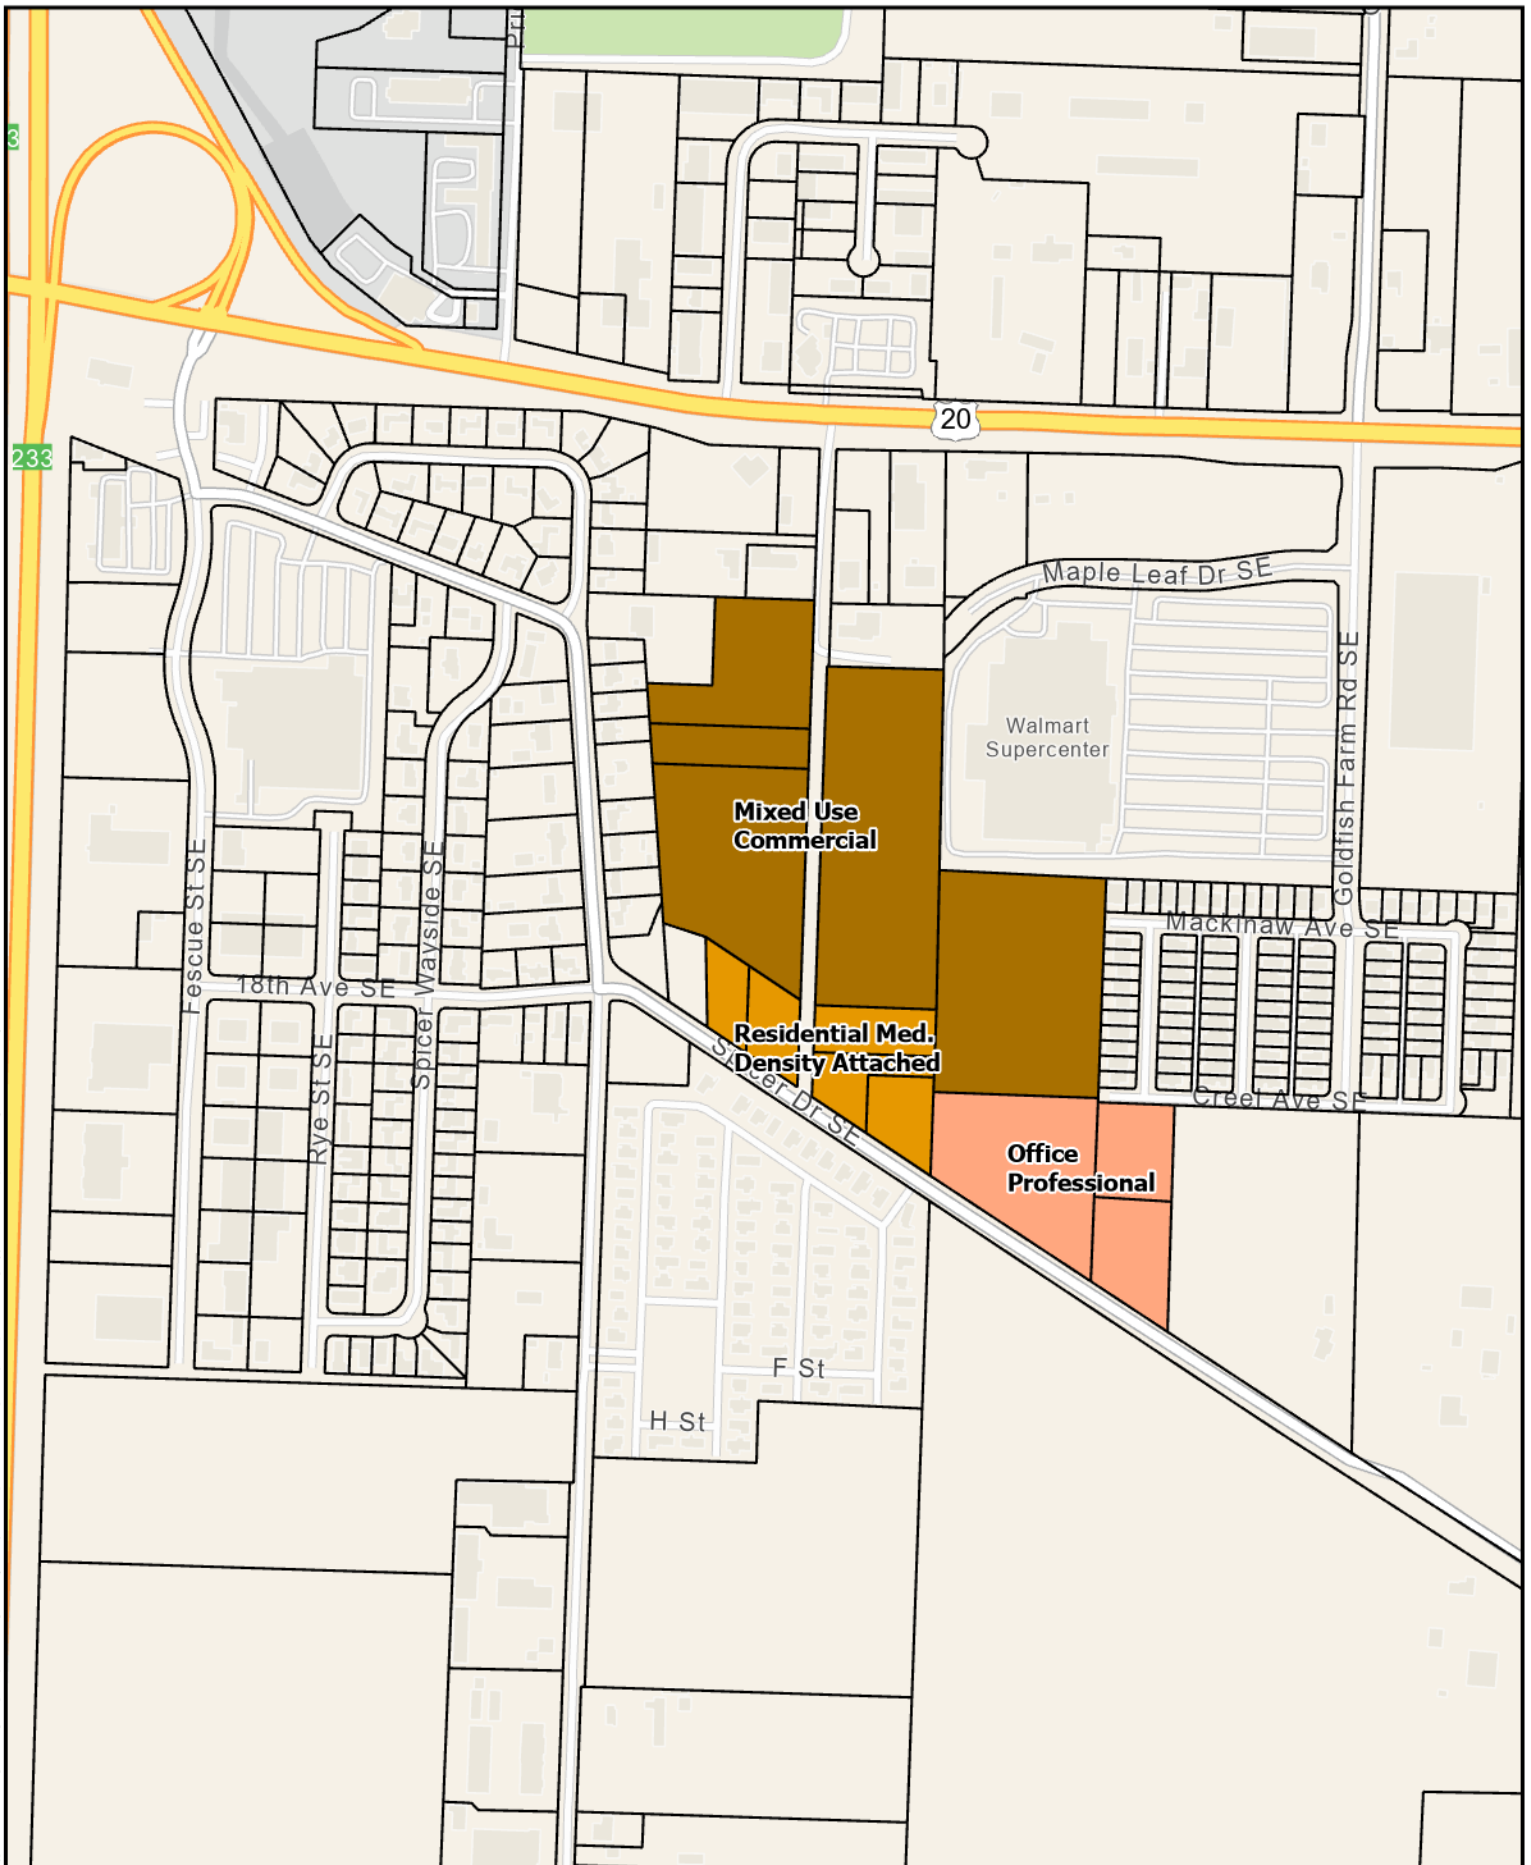 Pri
3
20
233
Maple Leaf Dr SE
Goldfish Farm Rd SE
Walmart
Supercenter
Mixed Use
Commercial
Fescue St SE
Spicer Wayside SE
Mackinaw Ave SE
18th Ave SE
Residential Med.
Density Attached
Spicer Dr SE
Rye St SE
Creel Ave SE
Office
Professional
F St
H St